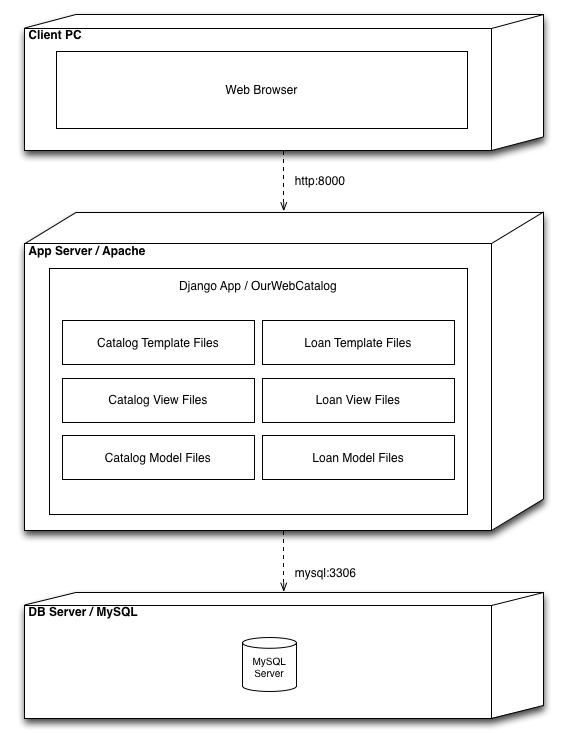 Client PC
Web Browser
http:8000
App Server / Apache
Django App / OurWebCatalog
Catalog Template Files
Loan Template Files
Catalog View Files
Loan View Files
Catalog Model Files
Loan Model Files
mysql:3306
DB Server / MySQL
MySQL
Server